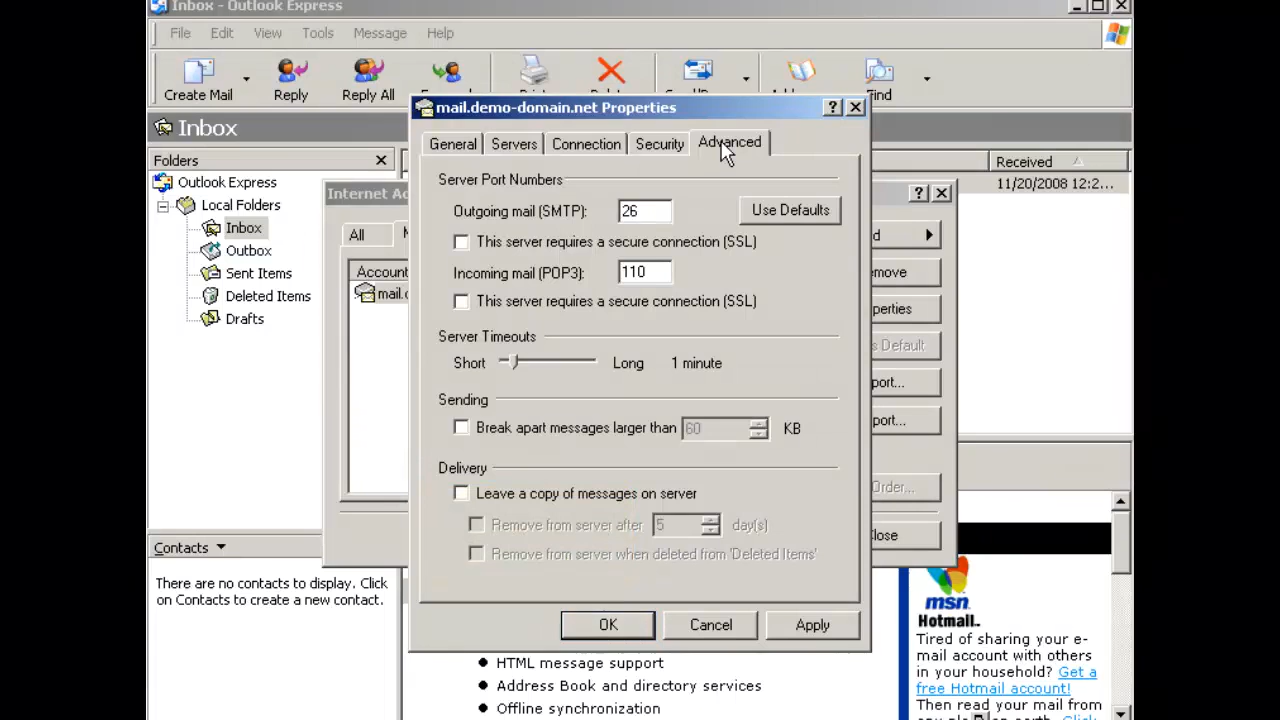 Inbox - Outlook Express
File Edit View Tools Message Help
Create Mail Reply Reply All Find
mail.demo-domain.net Properties
Inbox
General Servers Connection Security Advanced
Folders
Received
Server Port Numbers
Outlook Express
11/20/2008 12:2...
Internet
Local Folders
Outgoing mail (SMTP): 26 Use Defaults
Inbox
All
This server requires a secure connection (SSL)
Outbox
Incoming mail (POP3): 110
Sent Items
Account
Deleted Items
This server requires a secure connection (SSL)
Drafts
Server Timeouts
Short Long 1 minute
Sending
Break apart messages larger than 60 KB
Delivery
Leave a copy of messages on server
Remove from server after 5 day(s)
Order...
Contacts
Remove from server when deleted from 'Deleted Items'
There are no contacts to display. Click
on Contacts to create a new contact.
OK Cancel Apply
msn
Hotmail
Tired of sharing your e-
mail account with others
in your household? Get a
free Hotmail account!
Then read your mail from
HTML message support
Address Book and directory services
Offline synchronization